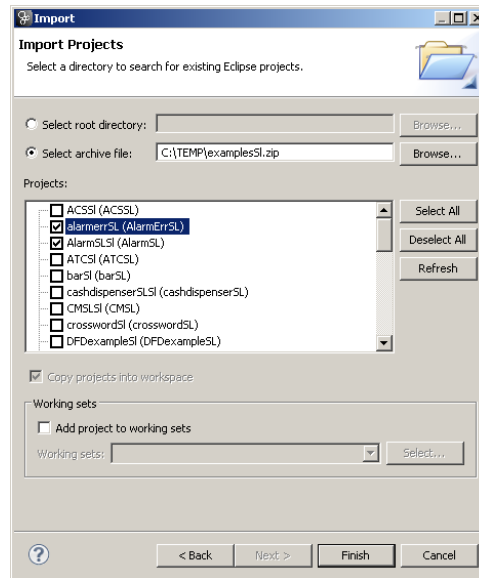 Import
Import Projects
Select a directory to search for existing Eclipse projects.
Select root directory:
Browse...
Select archive file:
C:\TEMP\examplesSl.zip
Browse...
Projects:
ACSSl (ACSSL)
alarmerrSL (AlarmErrSL)
AlarmSLSl (AlarmSL)
ATCSl (ATCSL)
barSl (barSL)
cashdispenserSLSl (cashdispenserSL)
CMSLSl (CMSL)
crosswordSl (crosswordSL)
DFDexampleSl (DFDexampleSL)
Select All
Deselect All
Refresh
Copy projects into workspace
Working sets
Add project to working sets
Working sets:
Select...
?
< Back
Next >
Finish
Cancel